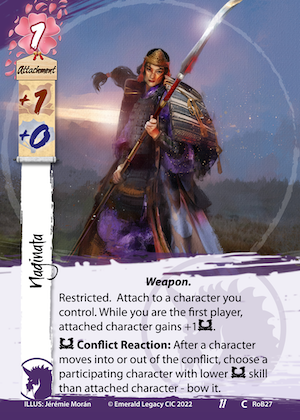 1
Attachment
+1
+0
Naginata
Weapon.
Restricted. Attach to a character you
control. While you are the first player,
attached character gains +1.
Conflict Reaction: After a character
moves into or out of the conflict, choose a
participating character with lower skill
than attached character - bow it.
ILLUS: Jérémie Morán © Emerald Legacy CIC 2022 C RoB27